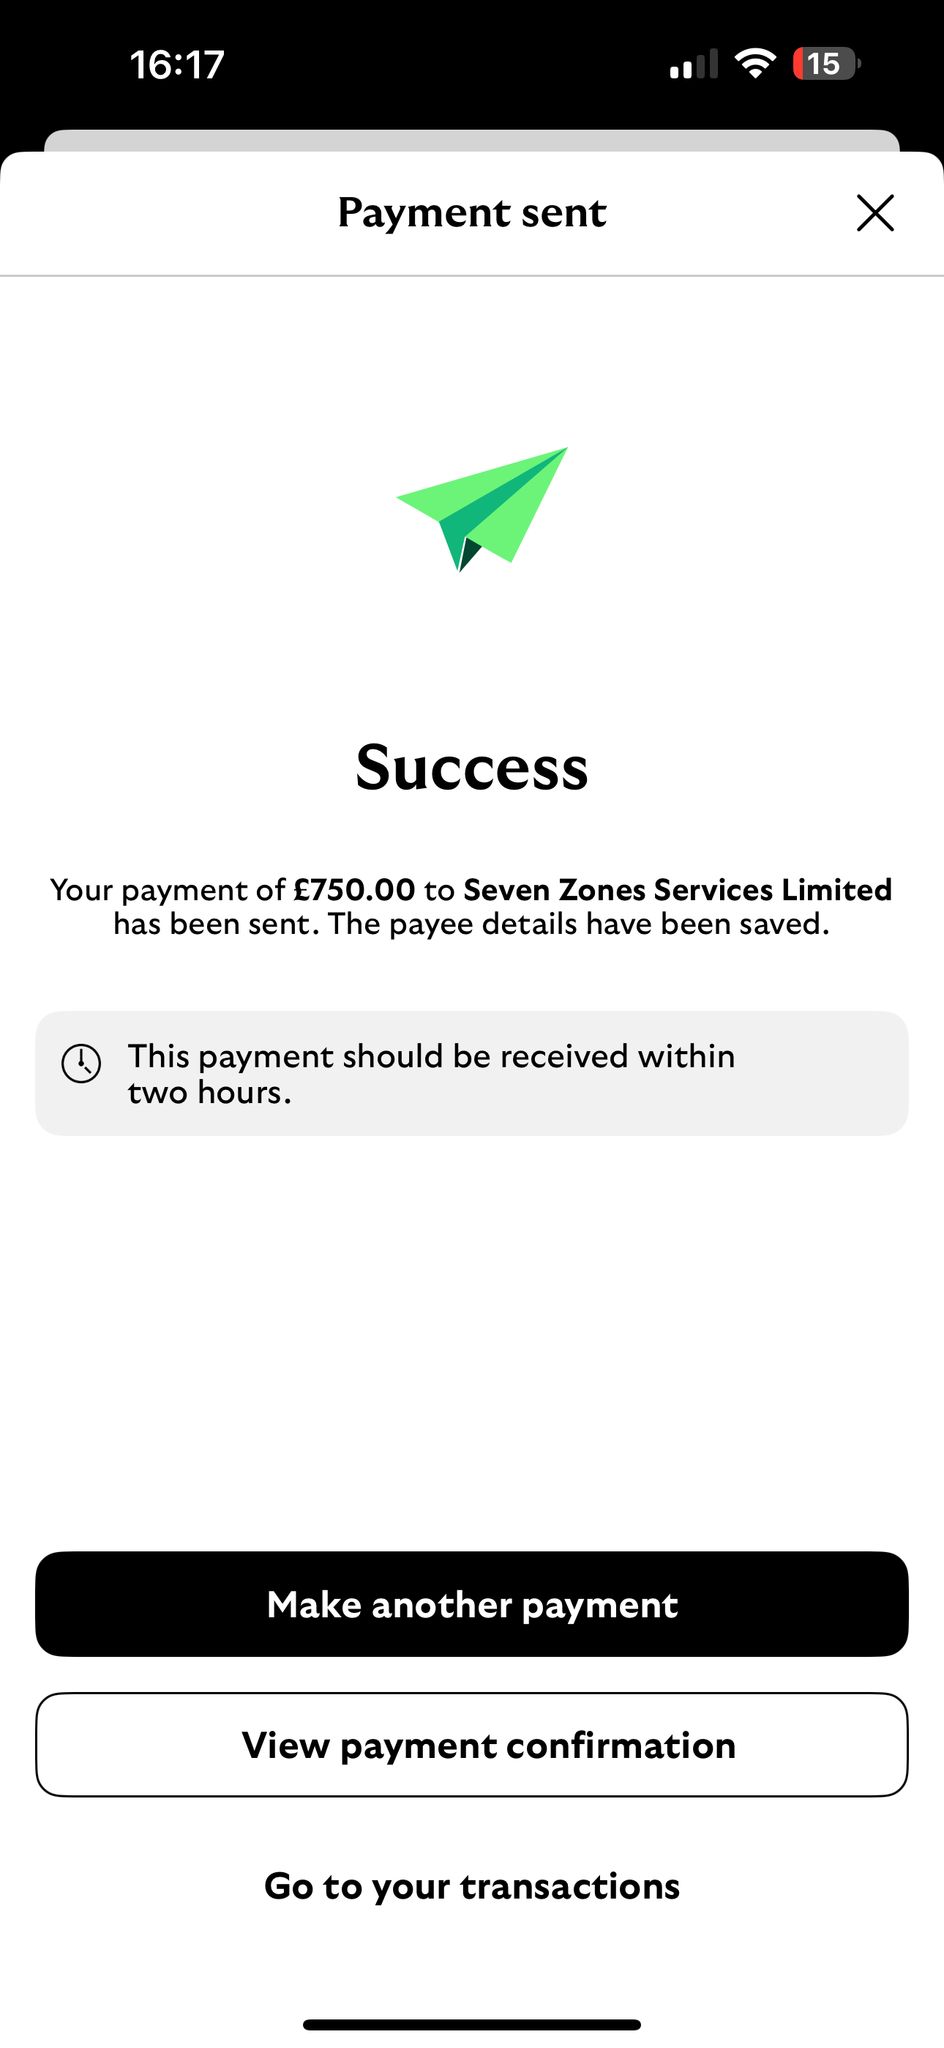 16:17
15
Payment sent
Success
Your payment of £750.00 to Seven Zones Services Limited
has been sent. The payee details have been saved.
This payment should be received within
two hours.
Make another payment
View payment confirmation
Go to your transactions